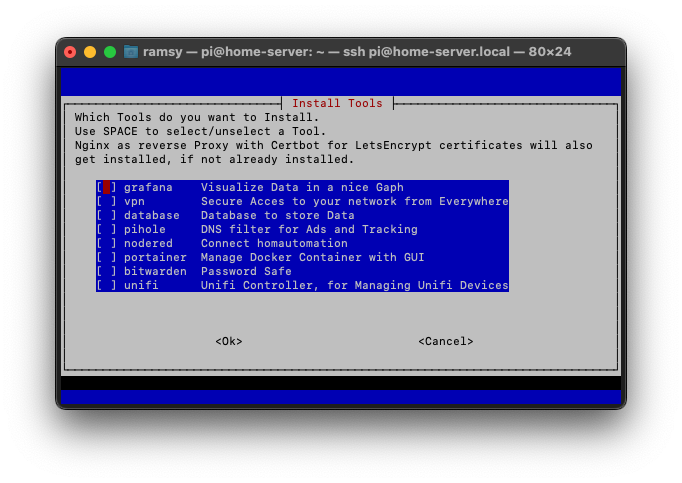 ramsy — pi@home-server: ~ — ssh pi@home-server.local — 80×24
Install Tools
Which Tools do you want to Install.
Use SPACE to select/unselect a Tool.
Nginx as reverse Proxy with Certbot for LetsEncrypt certificates will also
get installed, if not already installed.
[ ] grafana Visualize Data in a nice Gaph
[ ] vpn Secure Acces to your network from Everywhere
[ ] database Database to store Data
[ ] pihole DNS filter for Ads and Tracking
[ ] nodered Connect homautomation
[ ] portainer Manage Docker Container with GUI
[ ] bitwarden Password Safe
[ ] unifi Unifi Controller, for Managing Unifi Devices
<Ok> <Cancel>